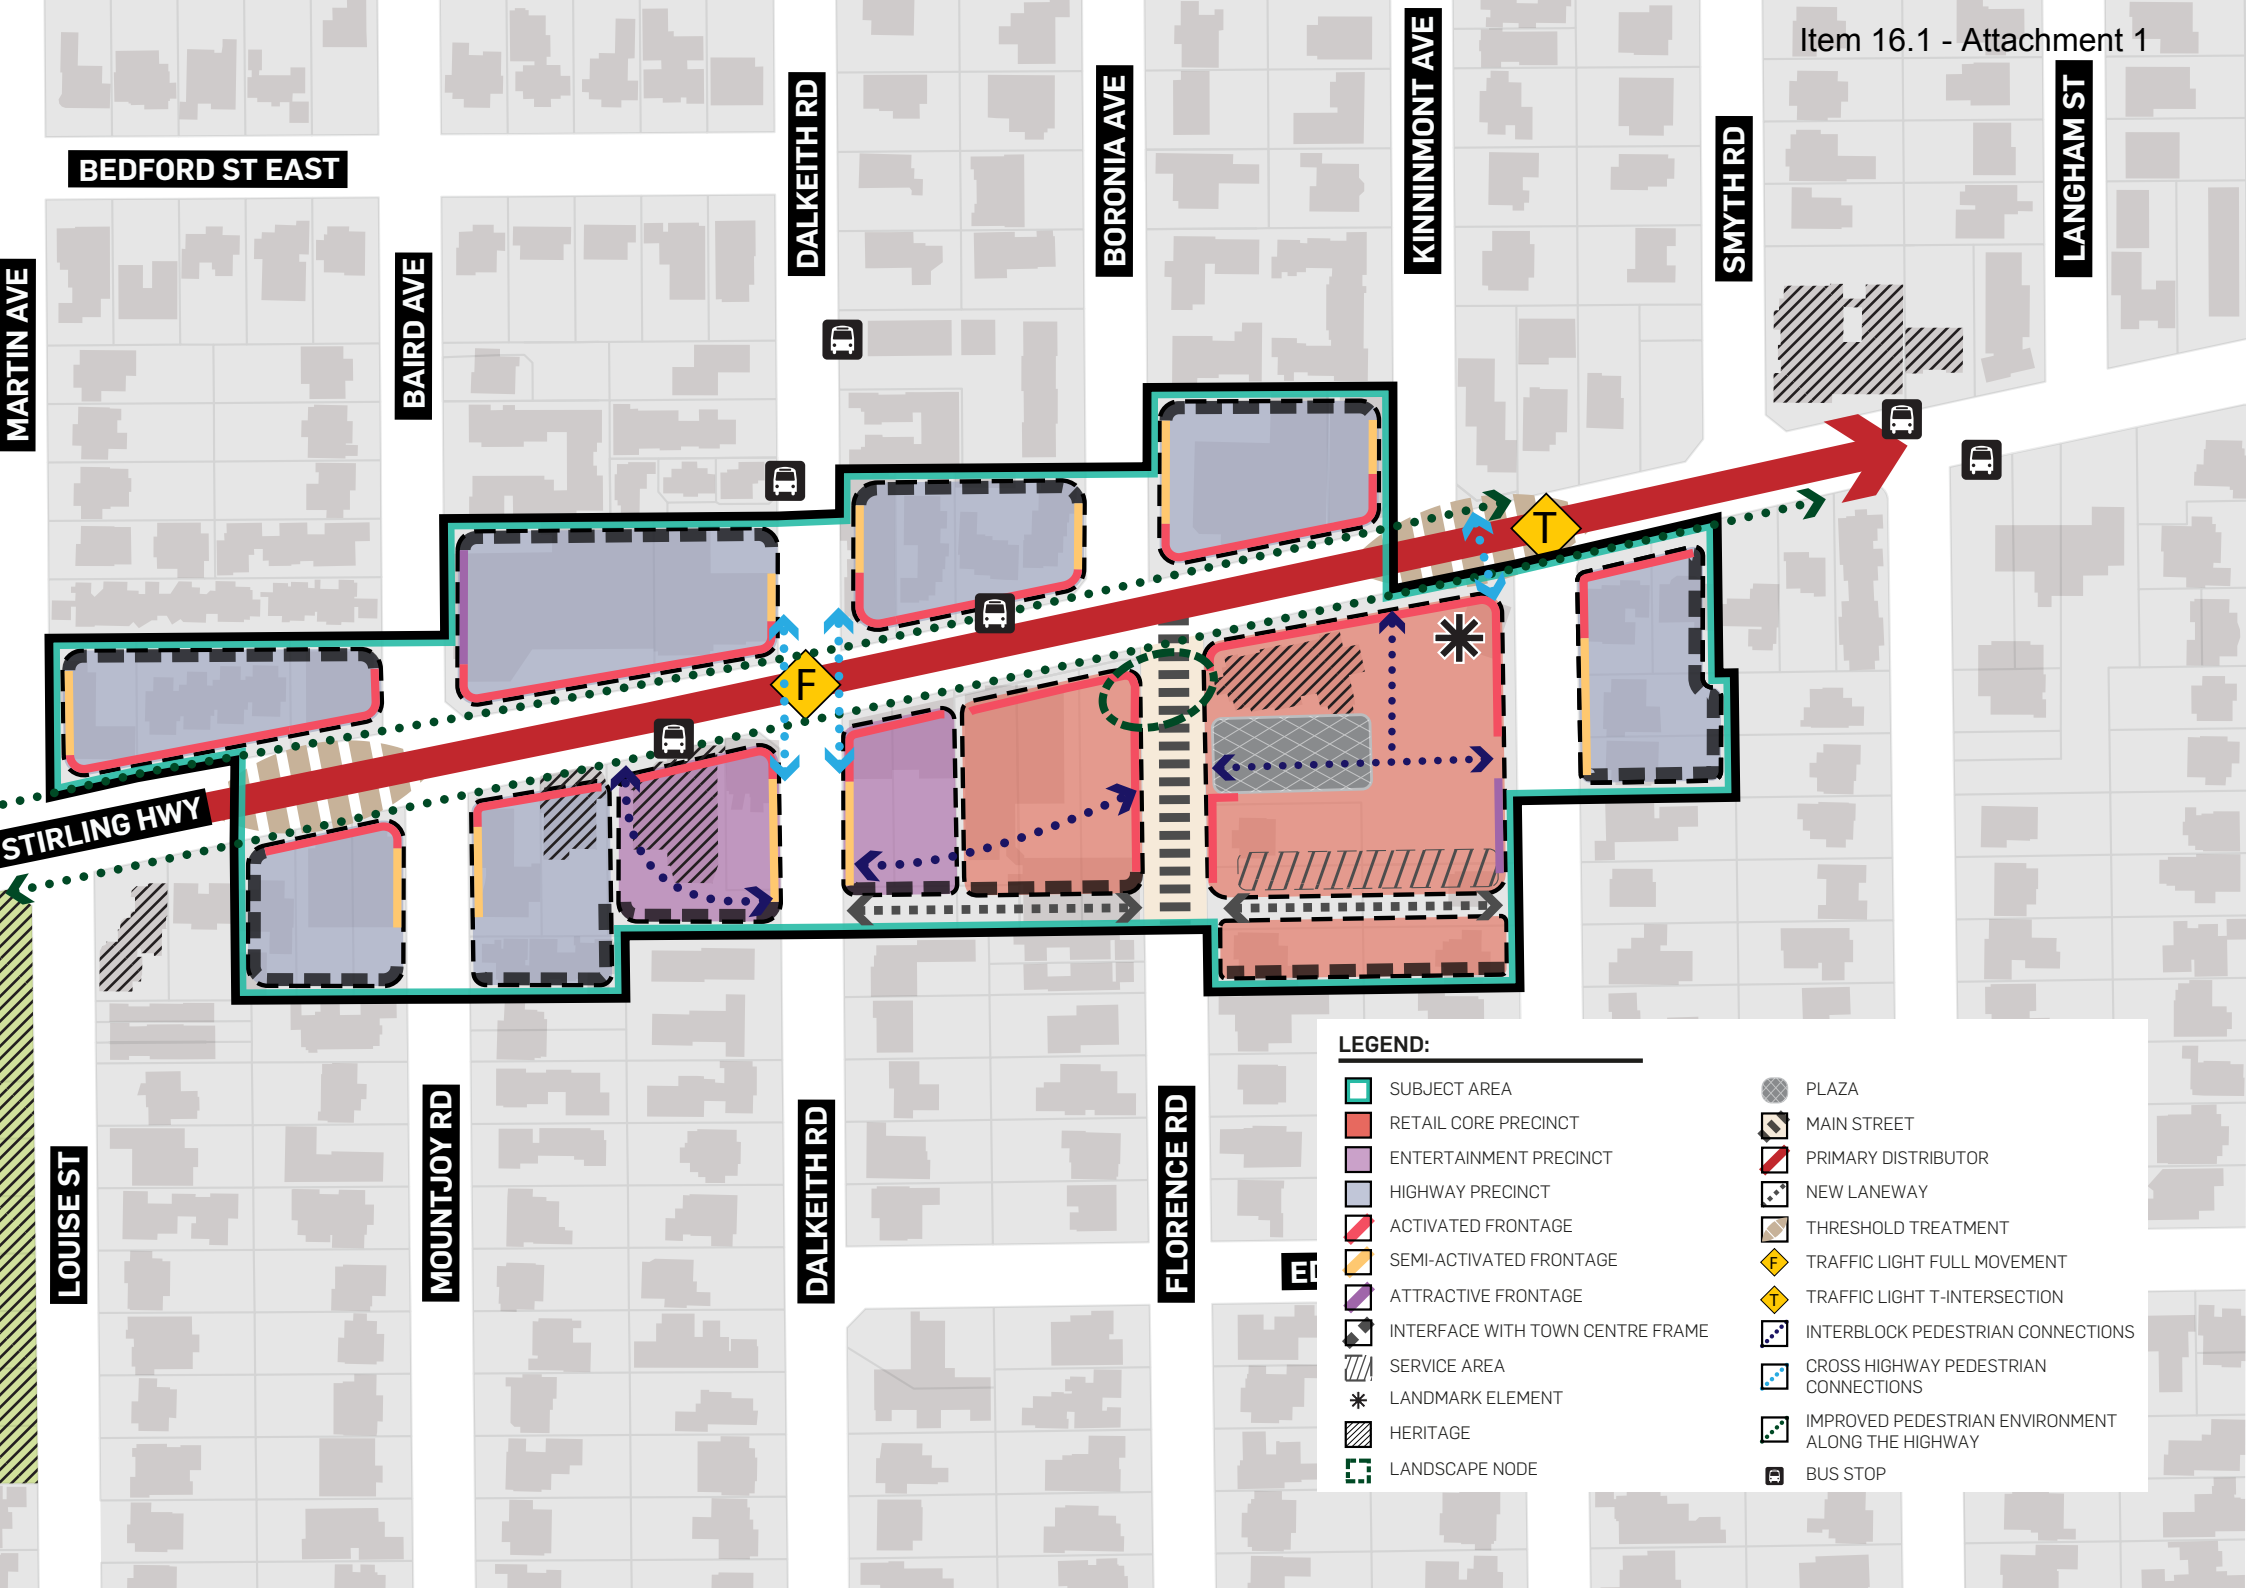 Item 16.1 - Attachment 1
BEDFORD ST EAST
MARTIN AVE
BAIRD AVE
DALKEITH RD
BORONIA AVE
KINNINMONT AVE
SMYTH RD
LANGHAM ST
T
F
STIRLING HWY
LOUISE ST
MOUNTJOY RD
DALKEITH RD
FLORENCE RD
LEGEND:
SUBJECT AREA
RETAIL CORE PRECINCT
ENTERTAINMENT PRECINCT
HIGHWAY PRECINCT
ACTIVATED FRONTAGE
SEMI-ACTIVATED FRONTAGE
ATTRACTIVE FRONTAGE
INTERFACE WITH TOWN CENTRE FRAME
SERVICE AREA
LANDMARK ELEMENT
HERITAGE
LANDSCAPE NODE
PLAZA
MAIN STREET
PRIMARY DISTRIBUTOR
NEW LANEWAY
THRESHOLD TREATMENT
F TRAFFIC LIGHT FULL MOVEMENT
T TRAFFIC LIGHT T-INTERSECTION
INTERBLOCK PEDESTRIAN CONNECTIONS
CROSS HIGHWAY PEDESTRIAN
CONNECTIONS
IMPROVED PEDESTRIAN ENVIRONMENT
ALONG THE HIGHWAY
BUS STOP